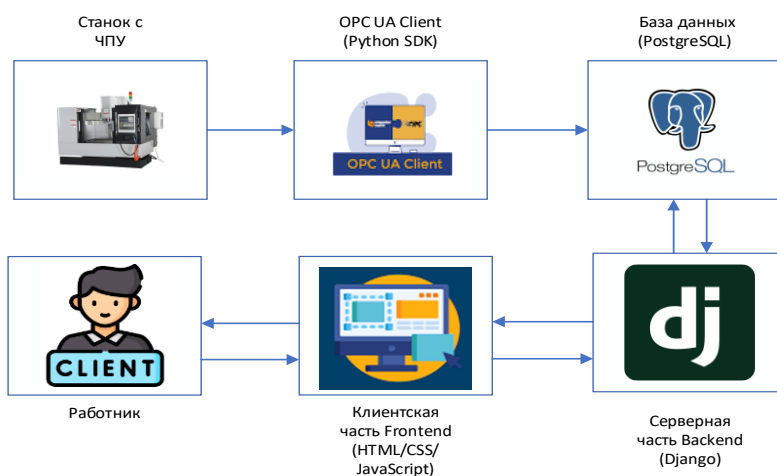 Станок с
ЧПУ
OPC UA Client
(Python SDK)
База данных
(PostgreSQL)
OPC UA Client
PostgreSQL
CLIENT
dj
Работник
Клиентская
часть Frontend
(HTML/CSS/
JavaScript)
Серверная
часть Backend
(Django)